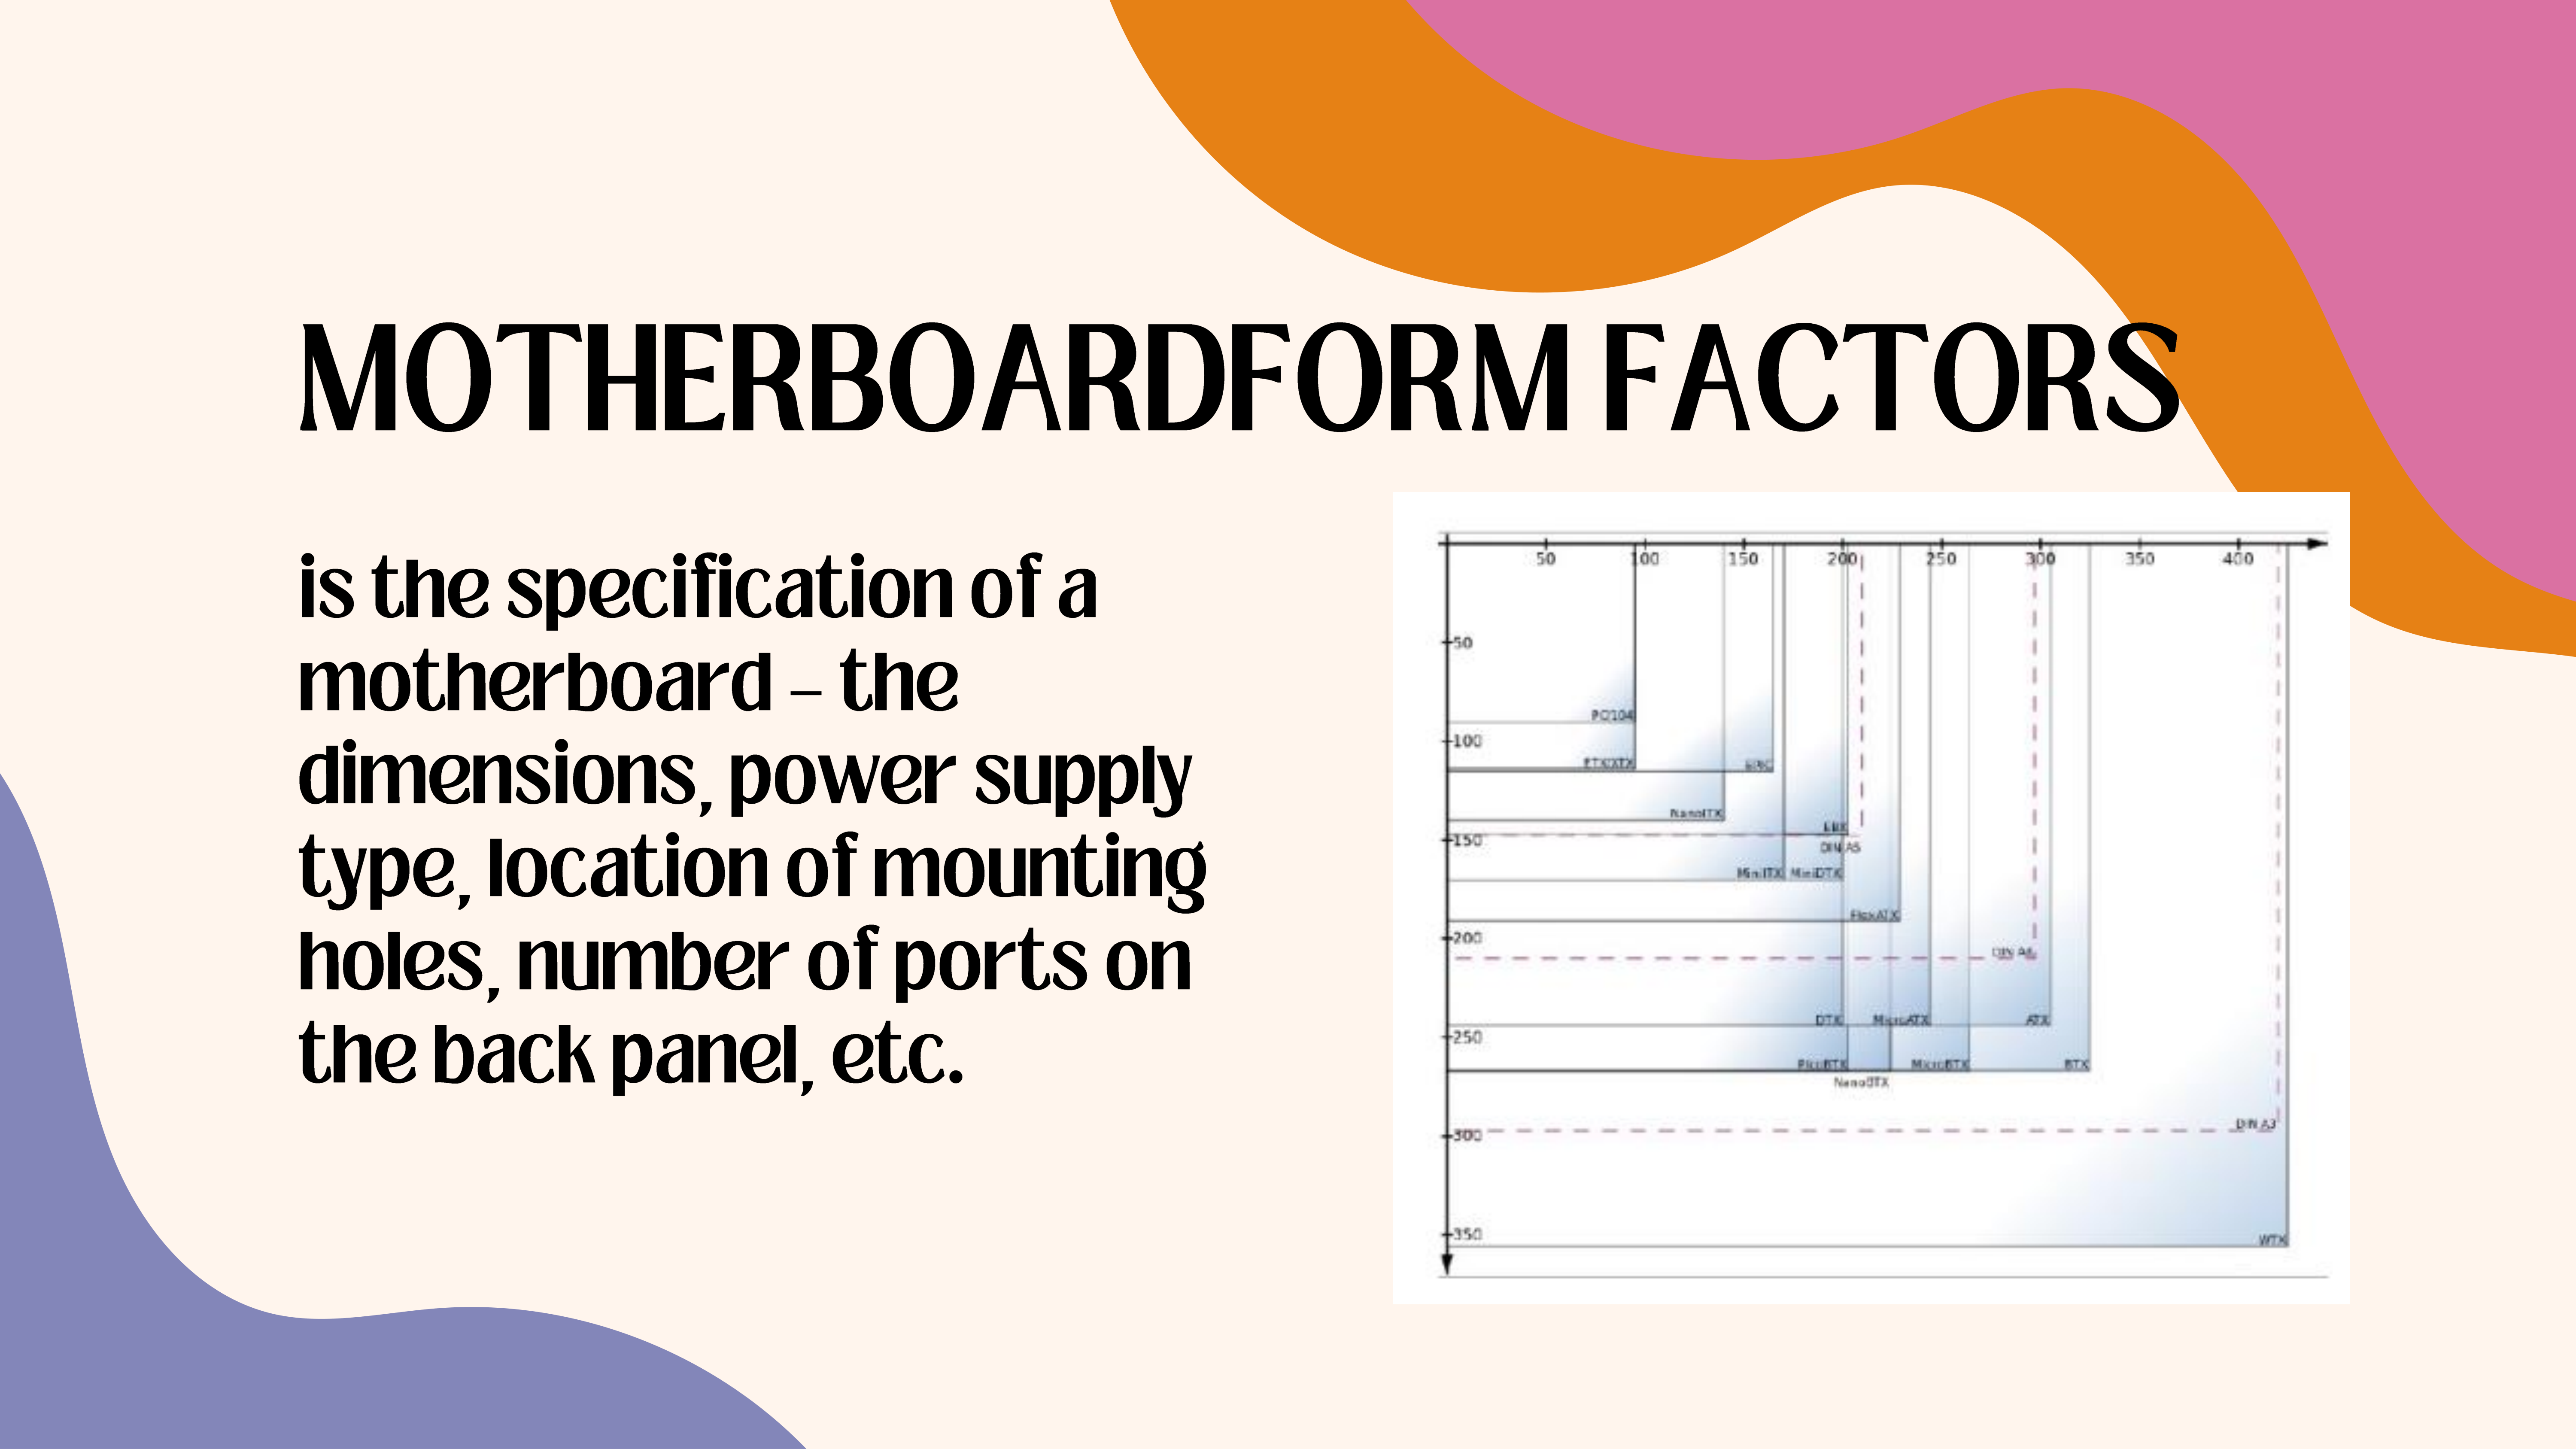 MOTHERBOARDFORM FACTORS
is the specification of a
motherboard – the
dimensions, power supply
type, location of mounting
holes, number of ports on
the back panel, etc.
50 100 150 200 250 300 350 400
50
PC104
100
ETX/XTX
NanoITX
EBX
150
DIN A5
MiniITX MiniDTX
FlexATX
200
DIN
DTX MicroATX ATX
250
PicoBTX MicroBTX BTX
NanoBTX
DIN A3
300
350
WTX